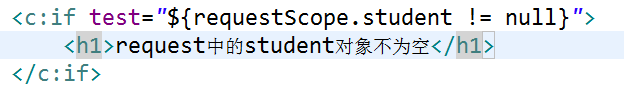 <c:if test="${requestScope.student != null}">
<h1>request中的student对象不为空</h1>
</c:if>